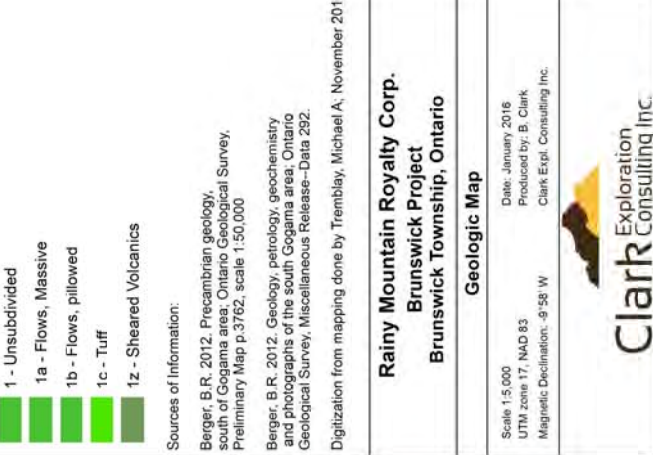 1 - Unsubdivided
1a - Flows, Massive
1b - Flows, pillowed
1c - Tuff
1z - Sheared Volcanics
Sources of Information:
Berger, B.R. 2012. Precambrian geology,
south of Gogama area; Ontario Geological Survey,
Preliminary Map p.3762, scale 1:50,000
Berger, B.R. 2012. Geology, petrology, geochemistry
and photographs of the south Gogama area; Ontario
Geological Survey, Miscellaneous Release--Data 292.
Digitization from mapping done by Tremblay, Michael A; November 201
Rainy Mountain Royalty Corp.
Brunswick Project
Brunswick Township, Ontario
Geologic Map
Scale 1:5,000
UTM zone 17, NAD 83
Magnetic Declination: -9°58' W
Date: January 2016
Produced by: B. Clark
Clark Expl. Consulting Inc.
Clark Exploration
Consulting Inc.